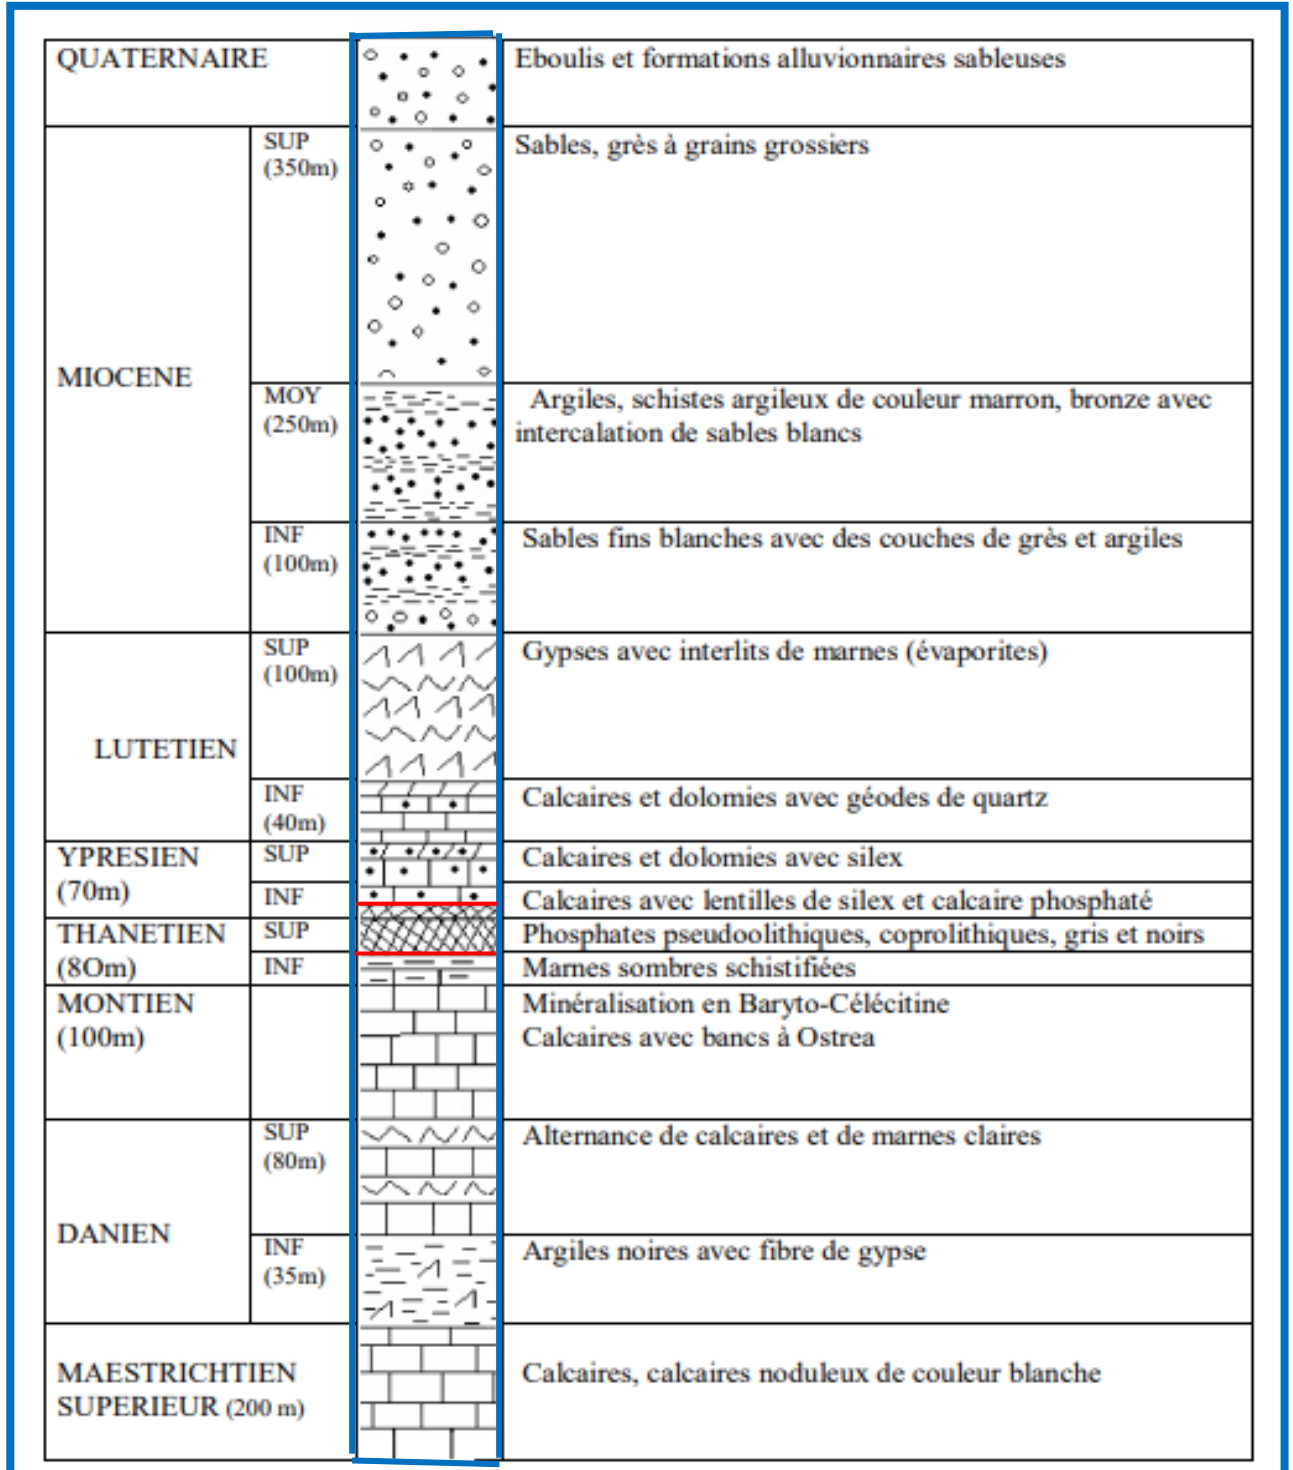 QUATERNAIRE
Eboulis et formations alluvionnaires sableuses
MIOCENE
SUP
(350m)
Sables, grès à grains grossiers
MOY
(250m)
Argiles, schistes argileux de couleur marron, bronze avec
intercalation de sables blancs
INF
(100m)
Sables fins blanches avec des couches de grès et argiles
LUTETIEN
SUP
(100m)
Gypses avec interlits de marnes (évaporites)
INF
(40m)
Calcaires et dolomies avec géodes de quartz
YPRESIEN
(70m)
SUP
Calcaires et dolomies avec silex
INF
Calcaires avec lentilles de silex et calcaire phosphaté
THANETIEN
(8Om)
SUP
Phosphates pseudoolithiques, coprolithiques, gris et noirs
INF
Marnes sombres schistifiées
MONTIEN
(100m)
Minéralisation en Baryto-Célécitine
Calcaires avec bancs à Ostrea
DANIEN
SUP
(80m)
Alternance de calcaires et de marnes claires
INF
(35m)
Argiles noires avec fibre de gypse
MAESTRICHTIEN
SUPERIEUR (200 m)
Calcaires, calcaires noduleux de couleur blanche